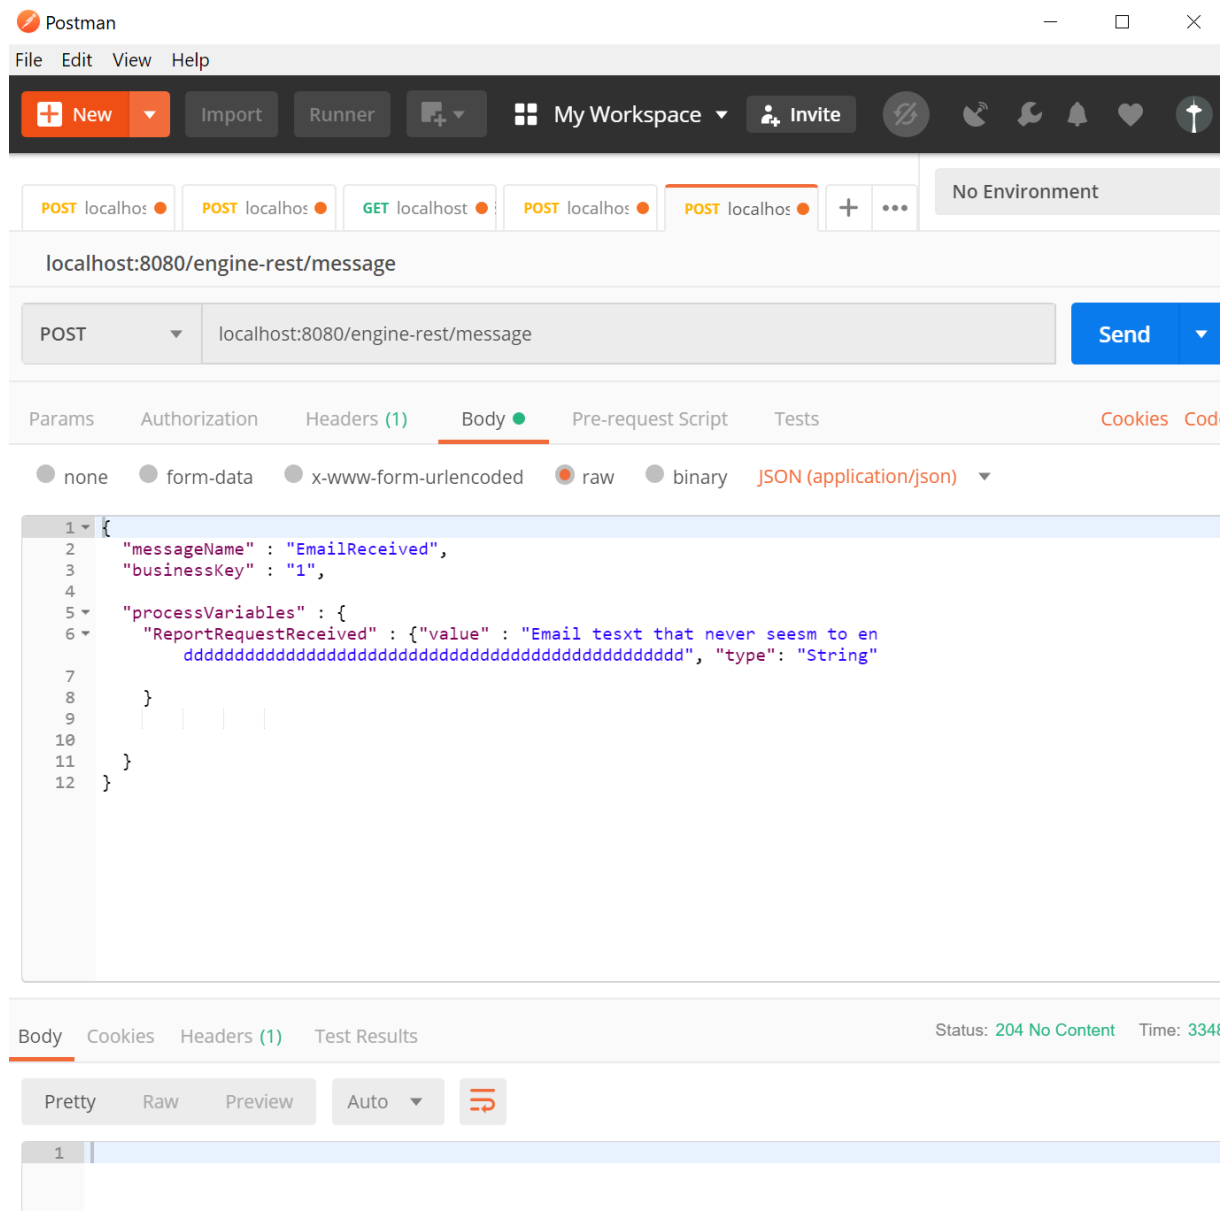 Postman
File Edit View Help
New Import Runner My Workspace Invite
POST localhos POST localhos GET localhost POST localhos POST localhos No Environment
localhost:8080/engine-rest/message
POST localhost:8080/engine-rest/message Send
Params Authorization Headers (1) Body Pre-request Script Tests Cookies Code
none form-data x-www-form-urlencoded raw binary JSON (application/json)
1 {
2 "messageName" : "EmailReceived",
3 "businessKey" : "1",
4
5 "processVariables" : {
6 "ReportRequestReceived" : {"value" : "Email tesxt that never seesm to en
ddddddddddddddddddddddddddddddddddddddddddddddddd", "type": "String"
7
8 }
9
10
11 }
12 }
Body Cookies Headers (1) Test Results Status: 204 No Content Time: 3348
Pretty Raw Preview Auto
1